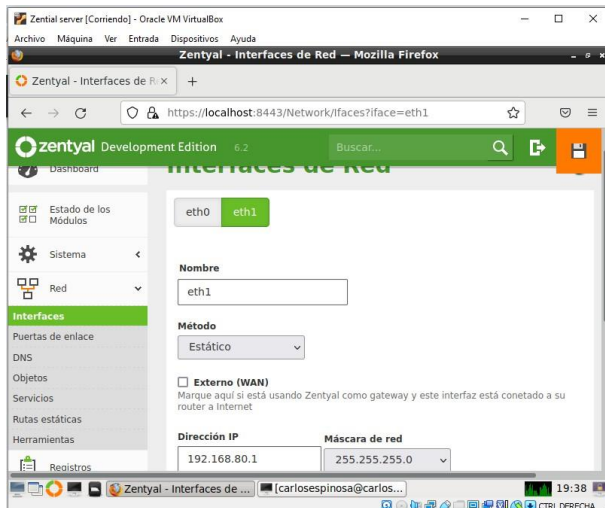 Zential server [Corriendo] - Oracle VM VirtualBox
Archivo Máquina Ver Entrada Dispositivos Ayuda
Zentyal - Interfaces de Red — Mozilla Firefox
Zentyal - Interfaces de R
https://localhost:8443/Network/Ifaces?iface=eth1
zentyal Development Edition 6.2 Buscar...
Dashboard
Interfaces de Red
Estado de los
Módulos
Sistema
Red
Interfaces
Puertas de enlace
DNS
Objetos
Servicios
Rutas estáticas
Herramientas
Registros
eth0 eth1
Nombre
eth1
Método
Estático
Externo (WAN)
Marque aquí si está usando Zentyal como gateway y este interfaz está conetado a su
router a Internet
Dirección IP Máscara de red
192.168.80.1 255.255.255.0
Zentyal - Interfaces de ... [carlosespinosa@carlos... 19:38
CTRL DERECHA